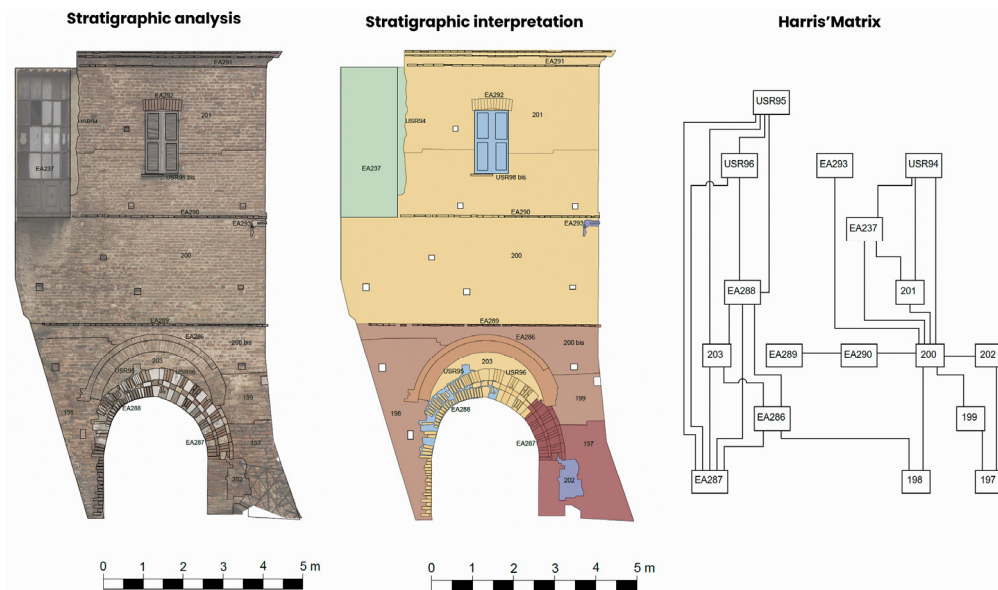 Stratigraphic analysis
Stratigraphic interpretation
Harris'Matrix
EA291
EA292
201
USR94
EA237
USR98 bis
EA290
EA293
200
EA289
EA286
200 bis
203
USR95
USR96
198
EA288
199
EA287
197
202
0 1 2 3 4 5 m
EA291
EA292
201
USR94
EA237
USR98 bis
EA290
EA293
200
EA289
EA286
200 bis
203
USR95
USR96
198
EA288
199
EA287
197
202
0 1 2 3 4 5 m
USR95
USR96
EA293
USR94
EA237
EA288
201
203
EA289
EA290
200
202
EA286
199
EA287
198
197